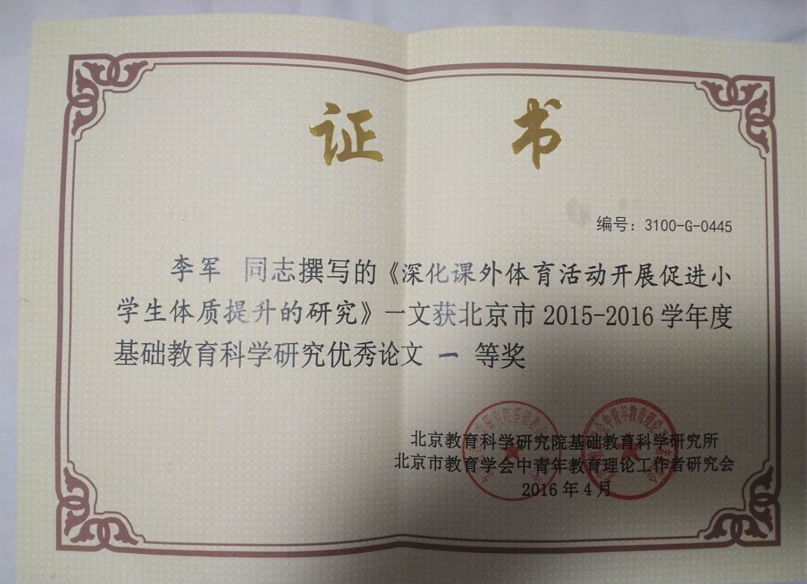 证 书
编号：3100-G-0445
李军 同志撰写的《深化课外体育活动开展促进小
学生体质提升的研究》一文获北京市 2015-2016 学年度
基础教育科学研究优秀论文 一 等奖
北京教育科学研究院基础教育科学研究所
北京市教育学会中青年教育理论工作者研究会
2016 年 4 月